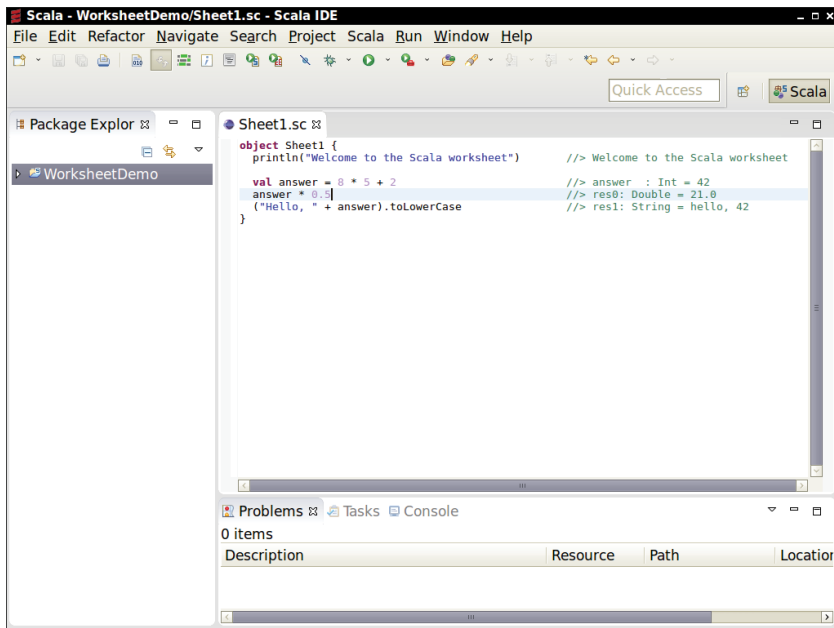 Scala - WorksheetDemo/Sheet1.sc - Scala IDE
File Edit Refactor Navigate Search Project Scala Run Window Help
Quick Access
Scala
Package Explor
WorksheetDemo
Sheet1.sc
object Sheet1 {
println("Welcome to the Scala worksheet") //> Welcome to the Scala worksheet
val answer = 8 * 5 + 2 //> answer : Int = 42
answer * 0.5 //> res0: Double = 21.0
("Hello, " + answer).toLowerCase //> res1: String = hello, 42
}
Problems Tasks Console
0 items
Description Resource Path Location